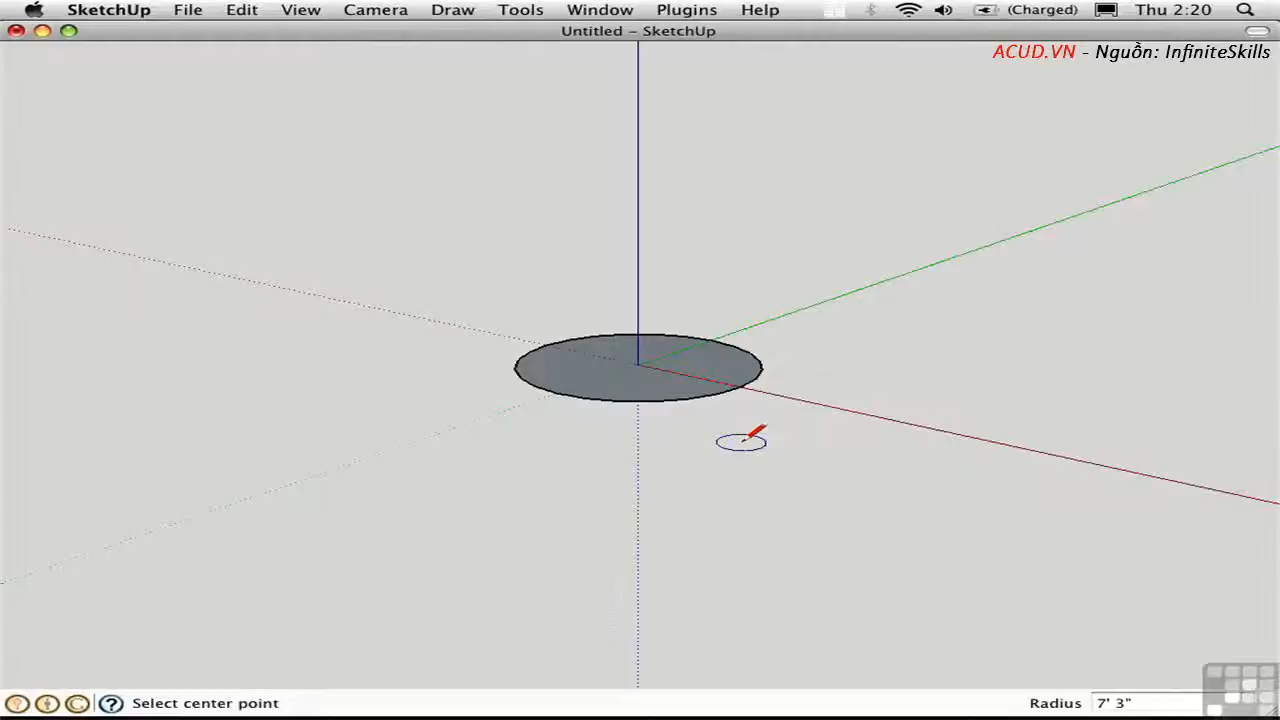 SketchUp File Edit View Camera Draw Tools Window Plugins Help (Charged) Thu 2:20
Untitled – SketchUp
ACUD.VN - Nguồn: InfiniteSkills
Select center point Radius 7' 3"